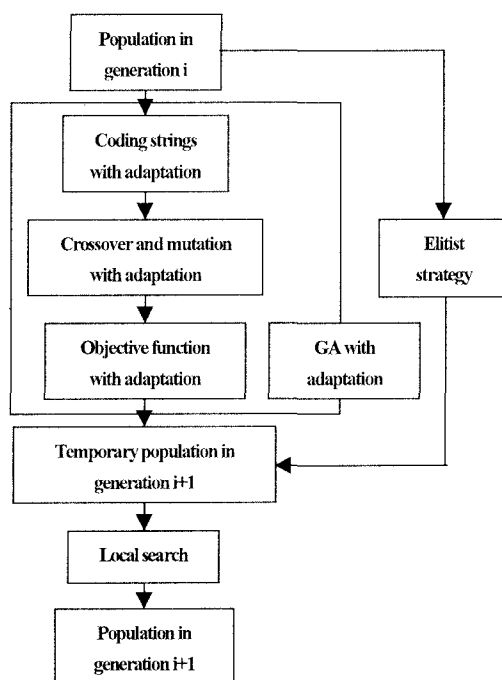 Population in
generation i
Coding strings
with adaptation
Crossover and mutation
with adaptation
Elitist
strategy
Objective function
with adaptation
GA with
adaptation
Temporary population in
generation i+1
Local search
Population in
generation i+1